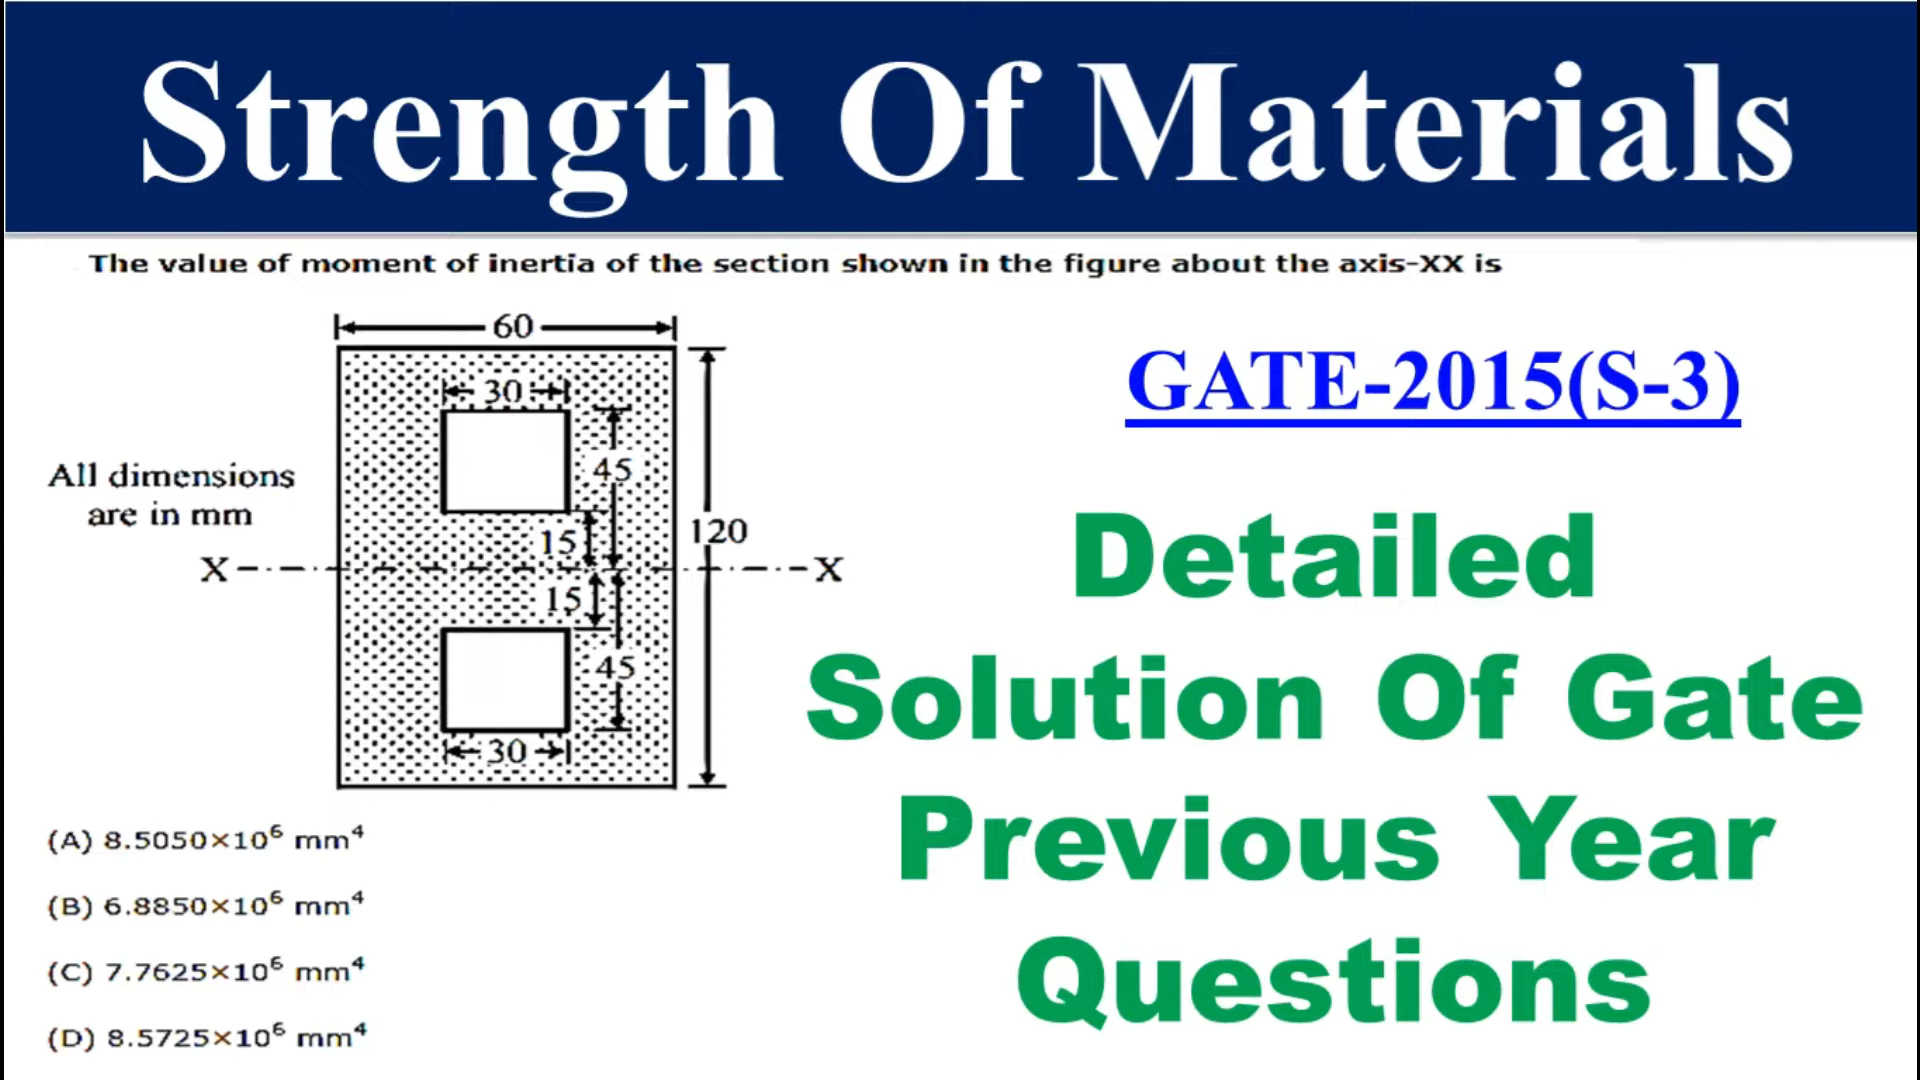 Strength Of Materials
The value of moment of inertia of the section shown in the figure about the axis-XX is
60
30
45
All dimensions
are in mm
120
15
X
X
15
45
30
GATE-2015(S-3)
Detailed
Solution Of Gate
Previous Year
Questions
(A) 8.5050×10⁶ mm⁴
(B) 6.8850×10⁶ mm⁴
(C) 7.7625×10⁶ mm⁴
(D) 8.5725×10⁶ mm⁴